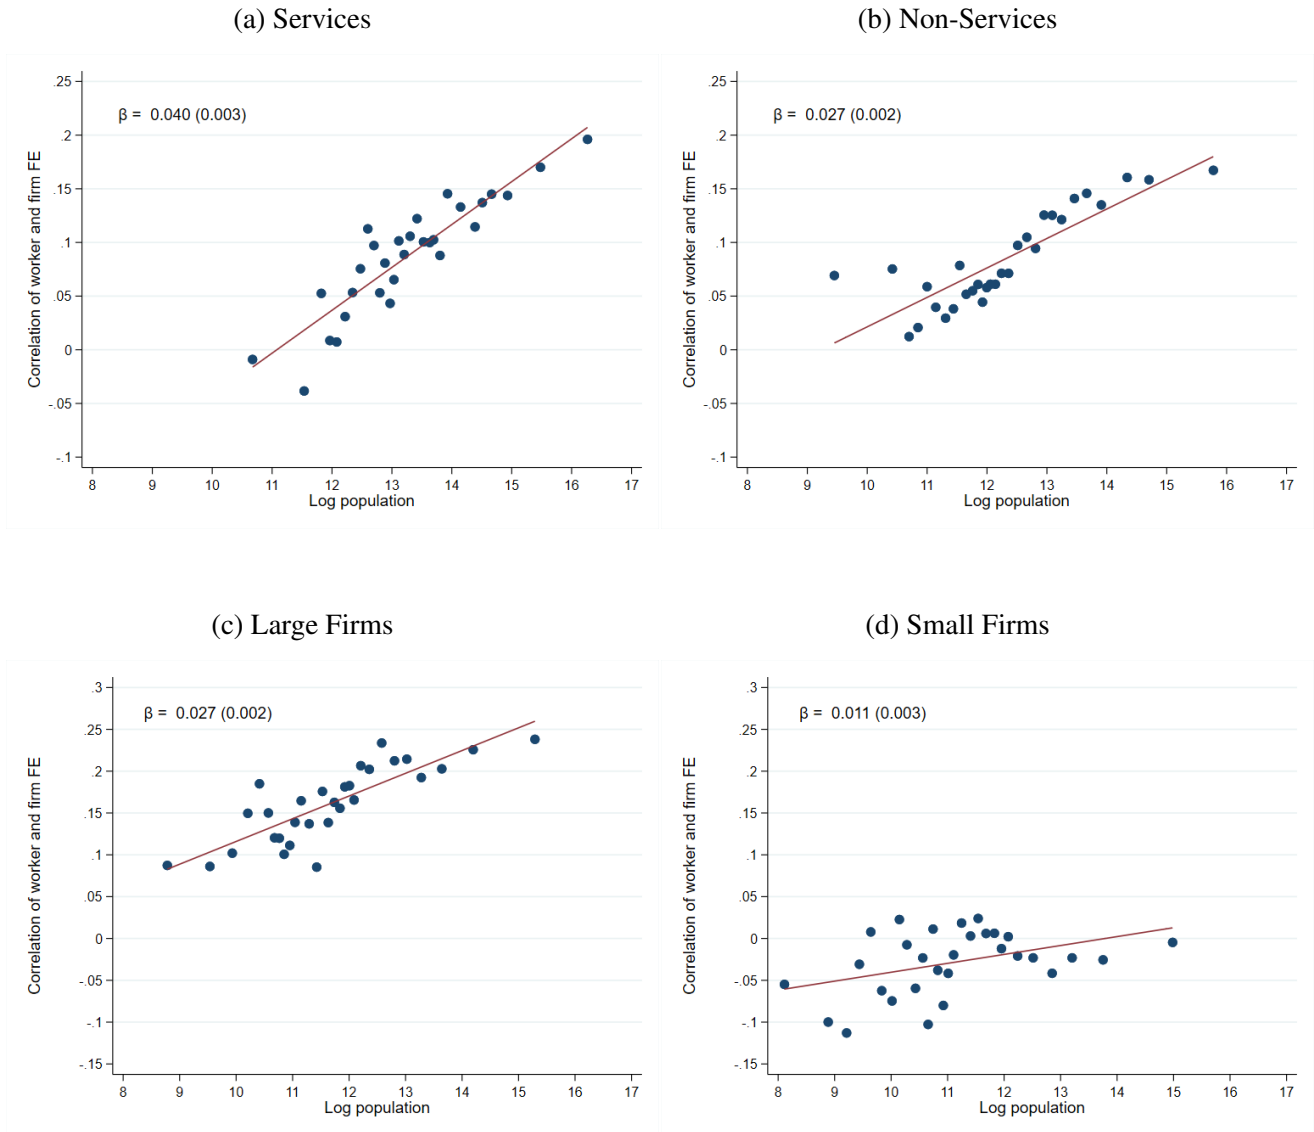 (a) Services
(b) Non-Services
.25
.2
.15
.1
.05
0
-.05
-.1
β = 0.040 (0.003)
Correlation of worker and firm FE
8 9 10 11 12 13 14 15 16 17
Log population
.25
.2
.15
.1
.05
0
-.05
-.1
β = 0.027 (0.002)
Correlation of worker and firm FE
8 9 10 11 12 13 14 15 16 17
Log population
(c) Large Firms
(d) Small Firms
.3
.25
.2
.15
.1
.05
0
-.05
-.1
-.15
β = 0.027 (0.002)
Correlation of worker and firm FE
8 9 10 11 12 13 14 15 16 17
Log population
.3
.25
.2
.15
.1
.05
0
-.05
-.1
-.15
β = 0.011 (0.003)
Correlation of worker and firm FE
8 9 10 11 12 13 14 15 16 17
Log population